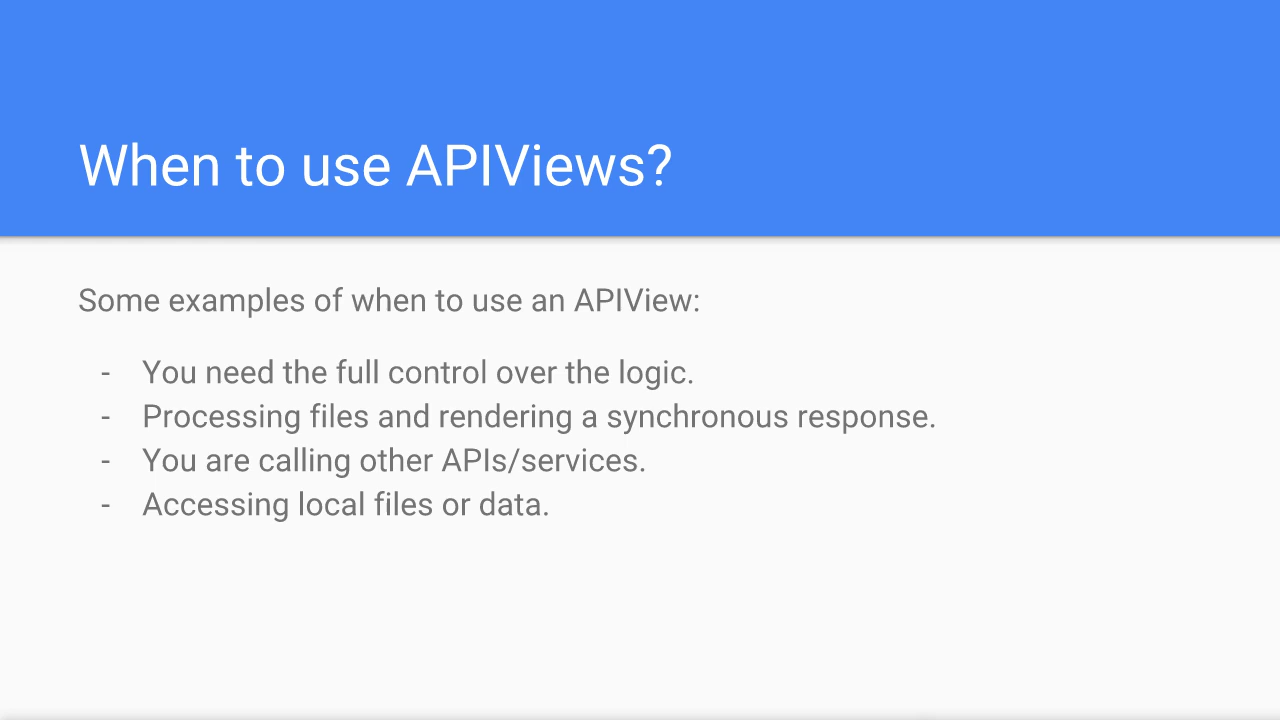 When to use APIViews?
Some examples of when to use an APIView:
- You need the full control over the logic.
- Processing files and rendering a synchronous response.
- You are calling other APIs/services.
- Accessing local files or data.